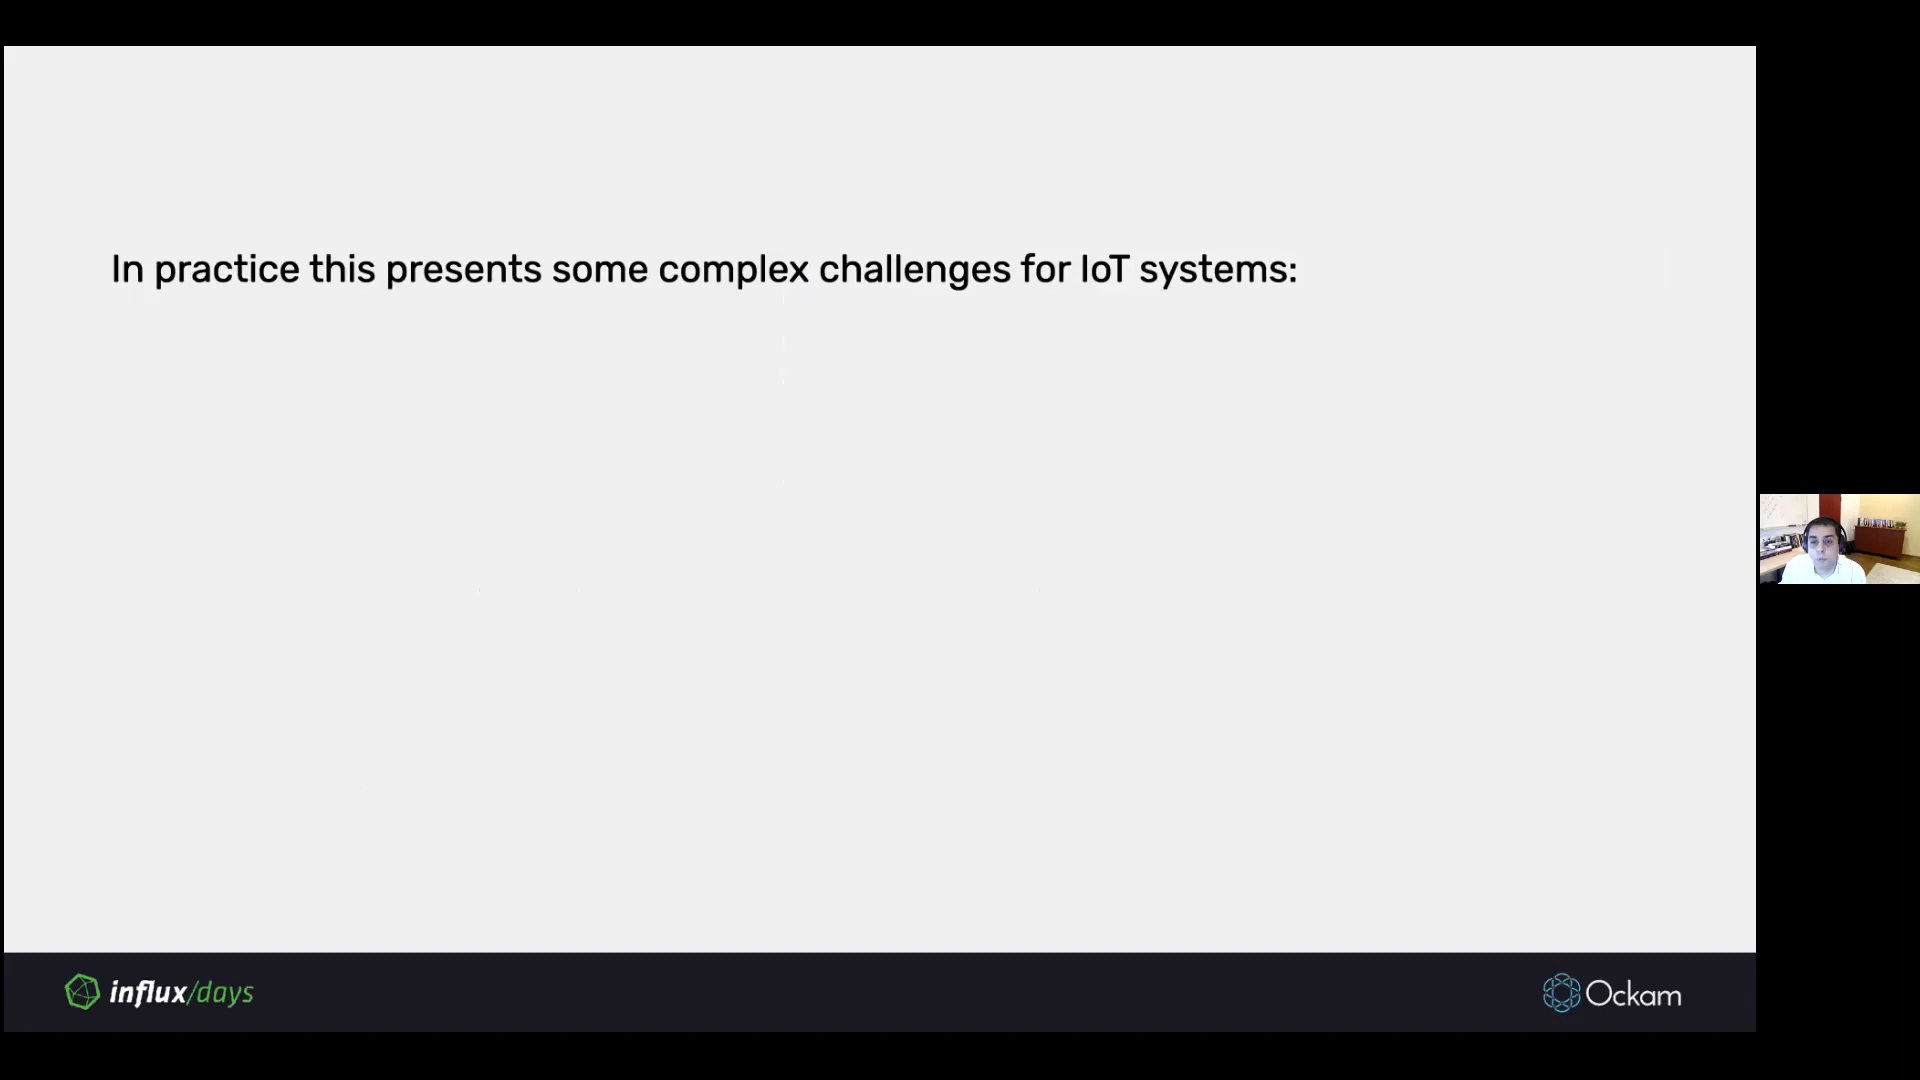 In practice this presents some complex challenges for IoT systems:
influx/days
Ockam